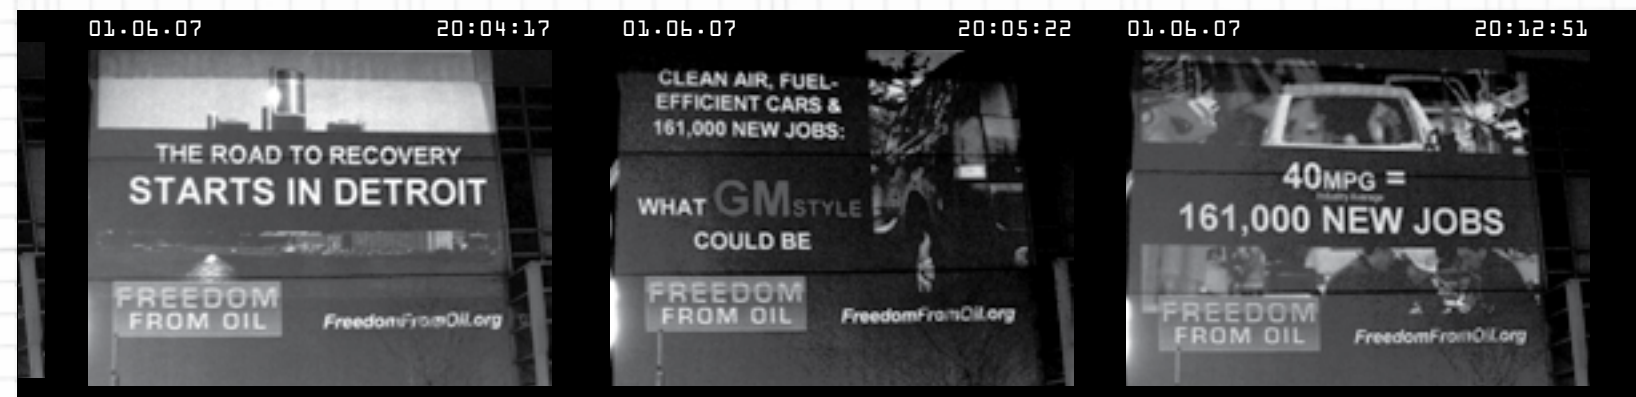 01.06.07 20:04:17
THE ROAD TO RECOVERY
STARTS IN DETROIT
FREEDOM
FROM OIL
FreedomFromOil.org
01.06.07 20:05:22
CLEAN AIR, FUEL-
EFFICIENT CARS &
161,000 NEW JOBS:
WHAT GMSTYLE
COULD BE
FREEDOM
FROM OIL
FreedomFromOil.org
01.06.07 20:12:51
40MPG =
Industry Average
161,000 NEW JOBS
FREEDOM
FROM OIL
FreedomFromOil.org